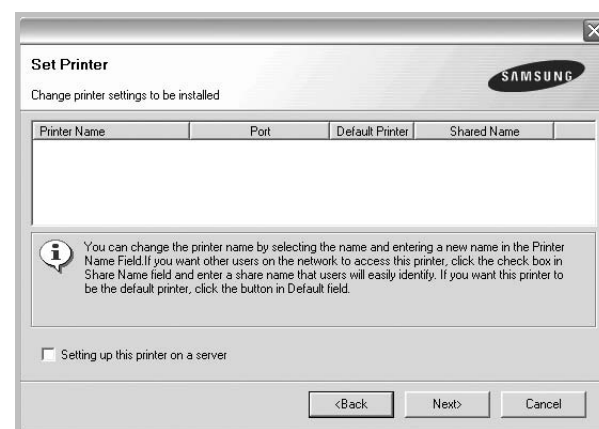 Set Printer
SAMSUNG
Change printer settings to be installed
Printer Name Port Default Printer Shared Name
You can change the printer name by selecting the name and entering a new name in the Printer
Name Field.If you want other users on the network to access this printer, click the check box in
Share Name field and enter a share name that users will easily identify. If you want this printer to
be the default printer, click the button in Default field.
Setting up this printer on a server
<Back Next> Cancel